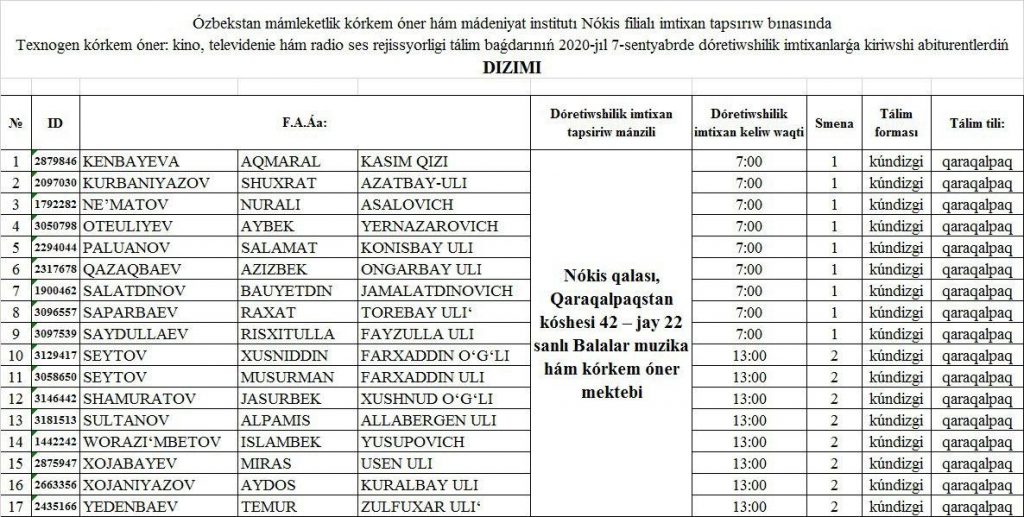 Ózbekstan mámleketlik kórkem óner hám mádeniyat institutı Nókis filialı imtixan tapsırıw bınasında
Texnogen kórkem óner: kino, televidenie hám radio ses rejissyorligi tálim baǵdarınıń 2020-jıl 7-sentyabrde dóretiwshilik imtixanlarǵa kiriwshi abiturentlerdiń
DIZIMI
№ ID F.A.Áa: Dóretiwshilik imtixan tapsiriw mánzili Dóretiwshilik imtixan keliw waqti Smena Tálim forması Tálim tili:
1 2879846 KENBAYEVA AQMARAL KASIM QIZI 7:00 1 kúndizgi qaraqalpaq
2 2097030 KURBANIYAZOV SHUXRAT AZATBAY-ULI 7:00 1 kúndizgi qaraqalpaq
3 1792282 NE’MATOV NURALI ASALOVICH 7:00 1 kúndizgi qaraqalpaq
4 3050798 OTEULIYEV AYBEK YERNAZAROVICH 7:00 1 kúndizgi qaraqalpaq
5 2294044 PALUANOV SALAMAT KONISBAY ULI 7:00 1 kúndizgi qaraqalpaq
6 2317678 QAZAQBAEV AZIZBEK ONGARBAY ULI 7:00 1 kúndizgi qaraqalpaq
7 1900462 SALATDINOV BAUYETDIN JAMALATDINOVICH 7:00 1 kúndizgi qaraqalpaq
8 3096557 SAPARBAEV RAXAT TOREBAY ULI‘ 7:00 1 kúndizgi qaraqalpaq
9 3097539 SAYDULLAEV RISXITULLA FAYZULLA ULI 7:00 1 kúndizgi qaraqalpaq
10 3129417 SEYTOV XUSNIDDIN FARXADDIN O‘G‘LI 13:00 2 kúndizgi qaraqalpaq
11 3058650 SEYTOV MUSURMAN FARXADDIN ULI 13:00 2 kúndizgi qaraqalpaq
12 3146442 SHAMURATOV JASURBEK XUSHNUD O‘G‘LI 13:00 2 kúndizgi qaraqalpaq
13 3181513 SULTANOV ALPAMIS ALLABERGEN ULI 13:00 2 kúndizgi qaraqalpaq
14 1442242 WORAZI‘MBETOV ISLAMBEK YUSUPOVICH 13:00 2 kúndizgi qaraqalpaq
15 2875947 XOJABAYEV MIRAS USEN ULI 13:00 2 kúndizgi qaraqalpaq
16 2663356 XOJANIYAZOV AYDOS KURALBAY ULI 13:00 2 kúndizgi qaraqalpaq
17 2435166 YEDENBAEV TEMUR ZULFUXAR ULI‘ 13:00 2 kúndizgi qaraqalpaq
Nókis qalası,
Qaraqalpaqstan
kóshesi 42 – jay 22
sanlı Balalar muzika
hám kórkem óner
mektebi